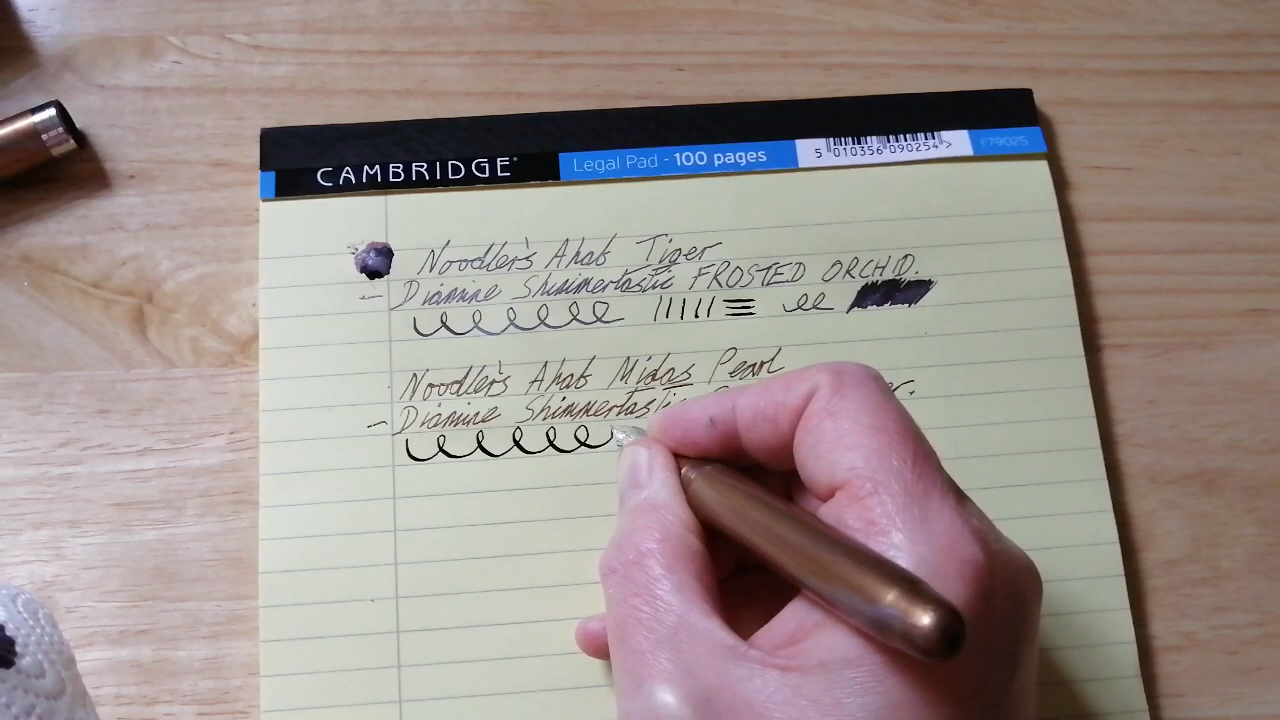 CAMBRIDGE
Legal Pad - 100 pages
5 010356 090254 >
F79025
Noodler's Ahab Tiger
- Diamine Shimmertastic FROSTED ORCHID.
Noodler's Ahab Midas Pearl
- Diamine Shimmertastic